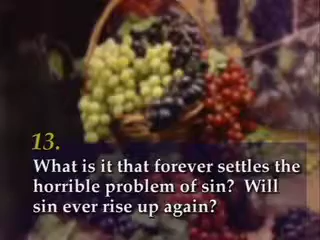 13.
What is it that forever settles the
horrible problem of sin? Will
sin ever rise up again?